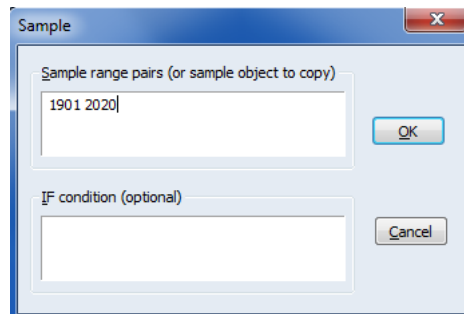 Sample
Sample range pairs (or sample object to copy)
1901 2020
OK
IF condition (optional)
Cancel